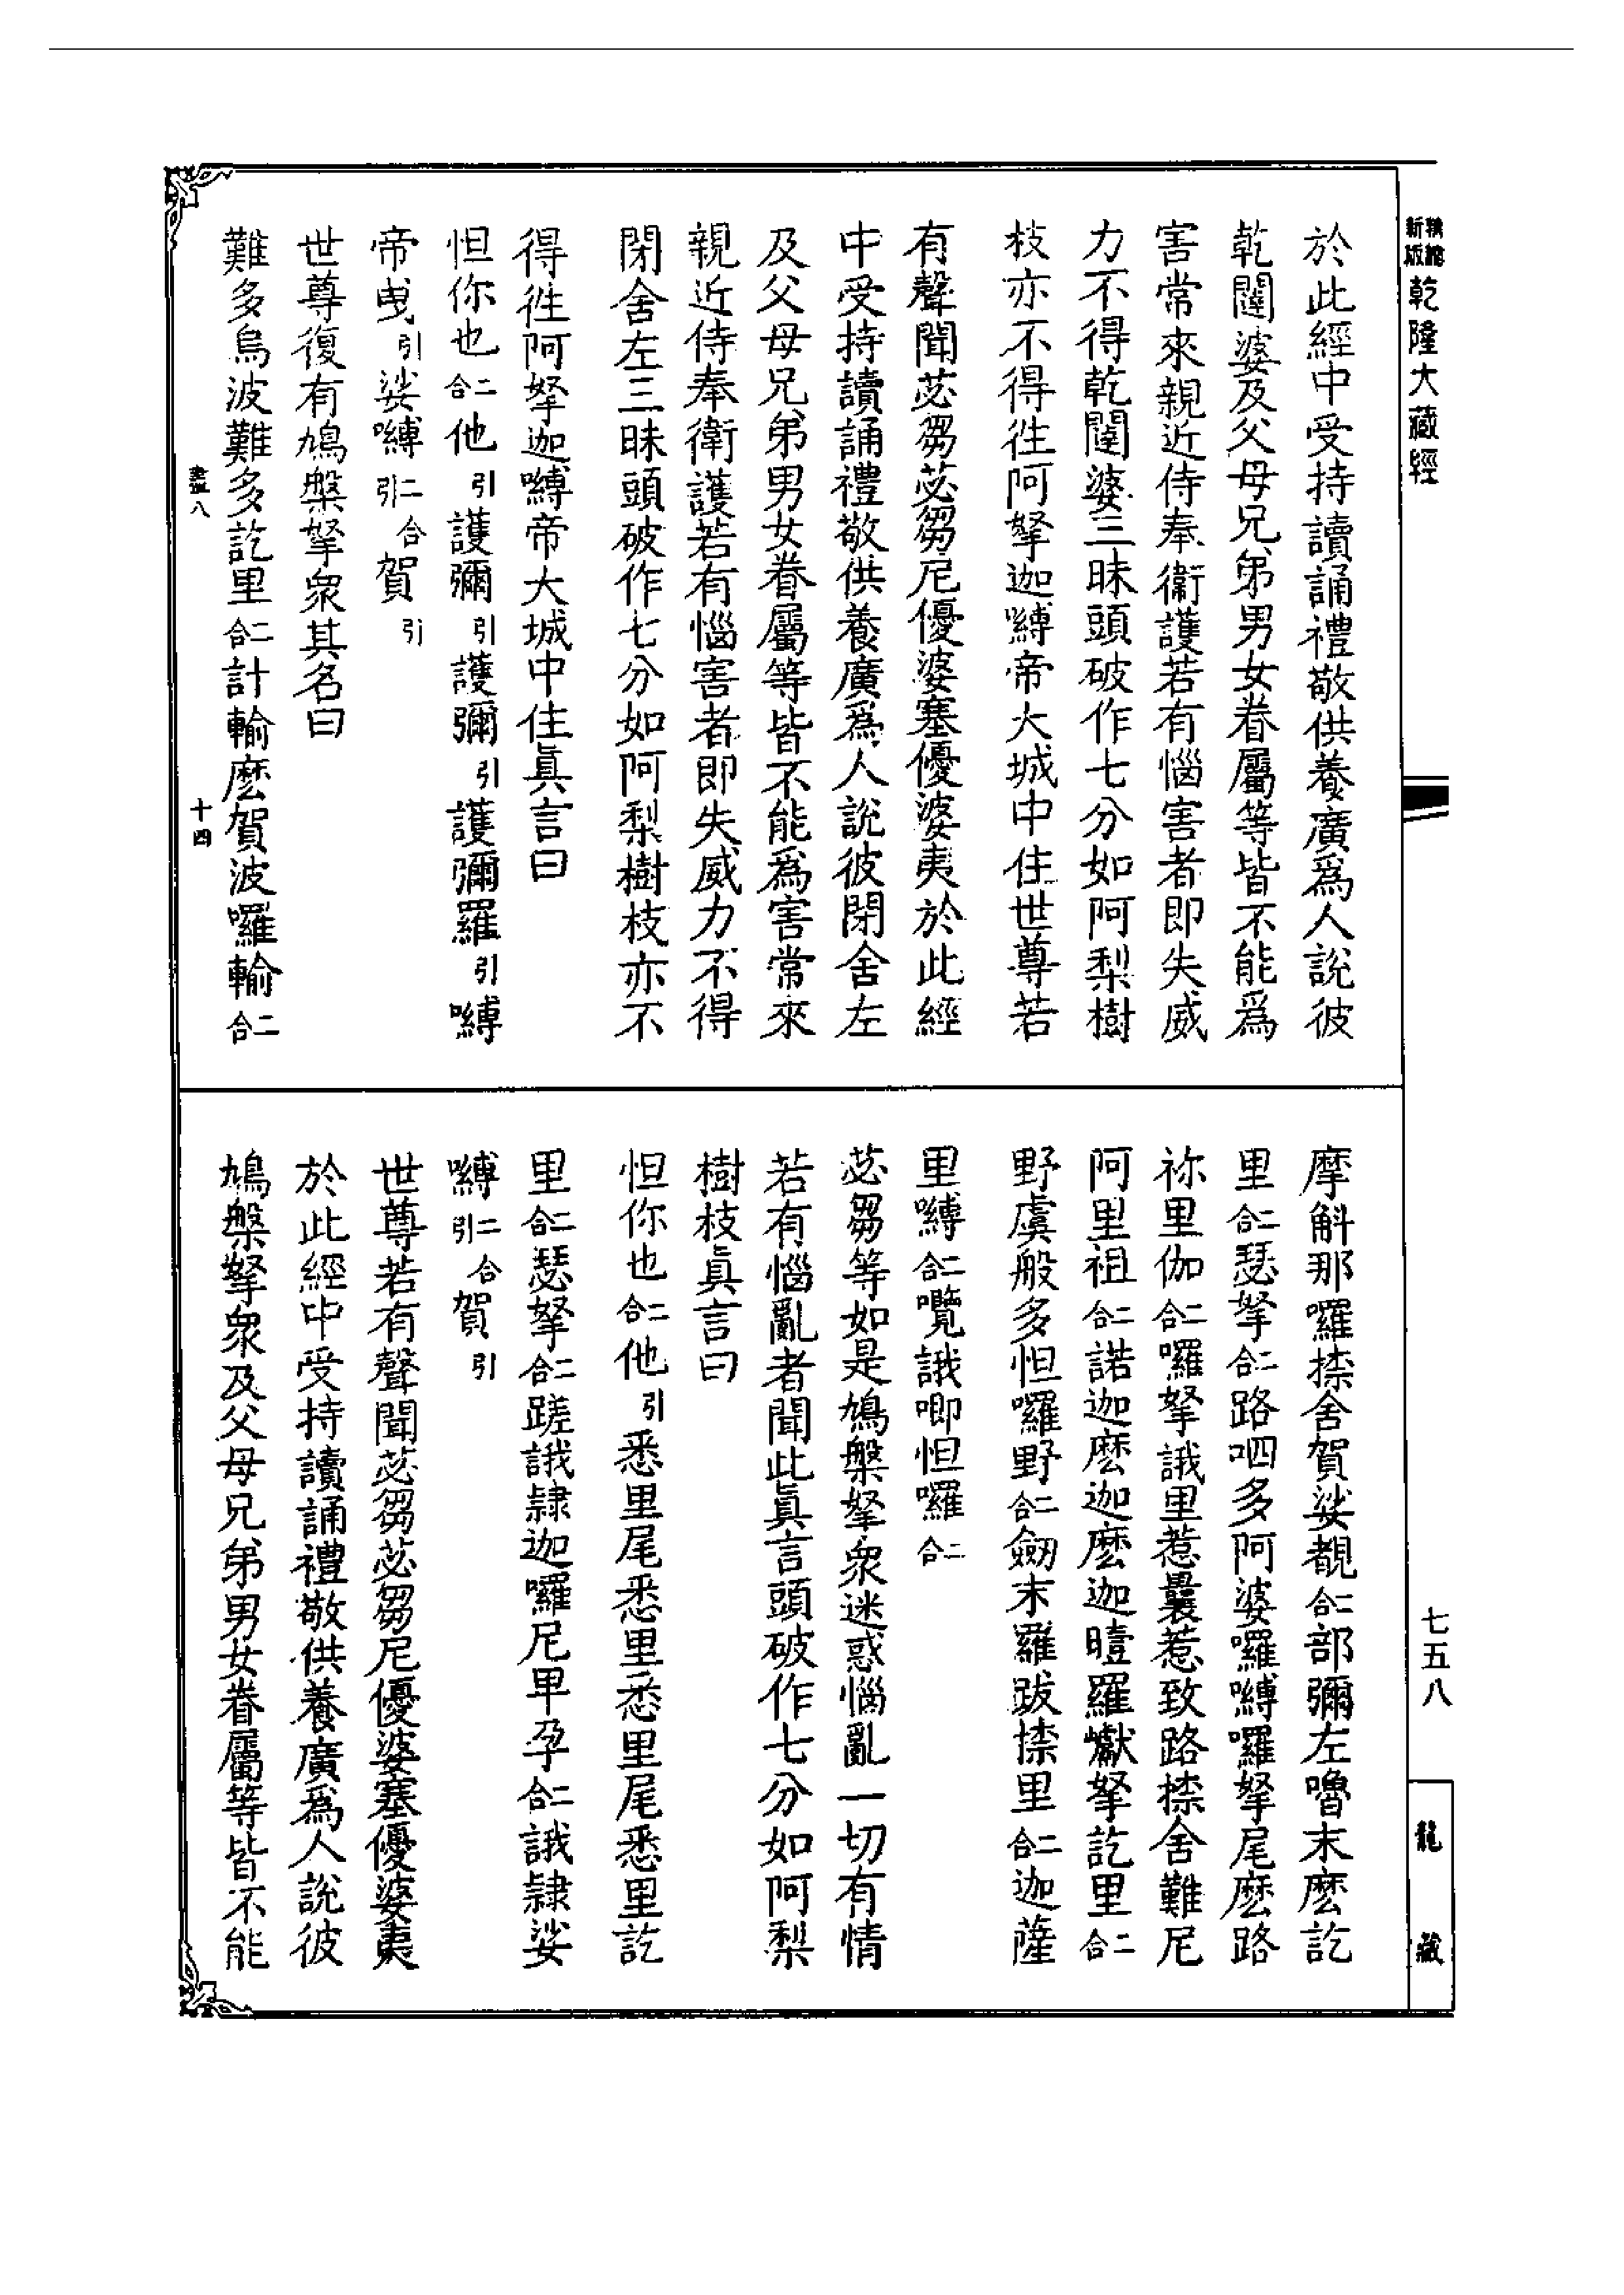 精縮新版乾隆大藏經
於此經中受持讀誦禮敬供養廣爲人說彼
乾闥婆及父母兄弟男女眷屬等皆不能爲
害常來親近侍奉衛護若有惱害者即失威
力不得乾闥婆三昧頭破作七分如阿梨樹
枝亦不得徃阿拏迦嚩帝大城中住世尊若
有聲聞苾芻苾芻尼優婆塞優婆夷於此經
中受持讀誦禮敬供養廣爲人說彼閉舍左
及父母兄弟男女眷屬等皆不能爲害常來
親近侍奉衛護若有惱害者即失威力不得
閉舍左三昧頭破作七分如阿梨樹枝亦不
得徃阿拏迦嚩帝大城中住眞言曰
怛你也二合他引護彌引護彌引護彌羅引嚩
帝曵引娑嚩二合引賀引
世尊復有鳩槃拏衆其名曰
難多烏波難多訖里二合計輸麽賀波囉輸二合
盡八
十四
摩斛那囉捺舍賀娑覩二合部彌左嚕末麽訖
里二合瑟拏二合路呬多阿婆囉嚩囉拏尾麽路
祢里伽二合囉拏誐里惹曩惹致路捺舍難尼
阿里祖二合諾迦麽迦麽迦曀羅巘拏訖里二合
野虞般多怛囉野二合劔末羅跋捺里二合迦薩
里嚩二合嚂誐唧怛囉二合
苾芻等如是鳩槃拏衆迷惑惱亂一切有情
若有惱亂者聞此眞言頭破作七分如阿梨
樹枝眞言曰
怛你也二合他引悉里尾悉里悉里尾悉里訖
里二合瑟拏二合蹉誐隷迦囉尼甲孕二合誐隷娑
嚩二合引賀引
世尊若有聲聞苾芻苾芻尼優婆塞優婆夷
於此經中受持讀誦禮敬供養廣爲人說彼
鳩槃拏衆及父母兄弟男女眷屬等皆不能
七五八
龍藏